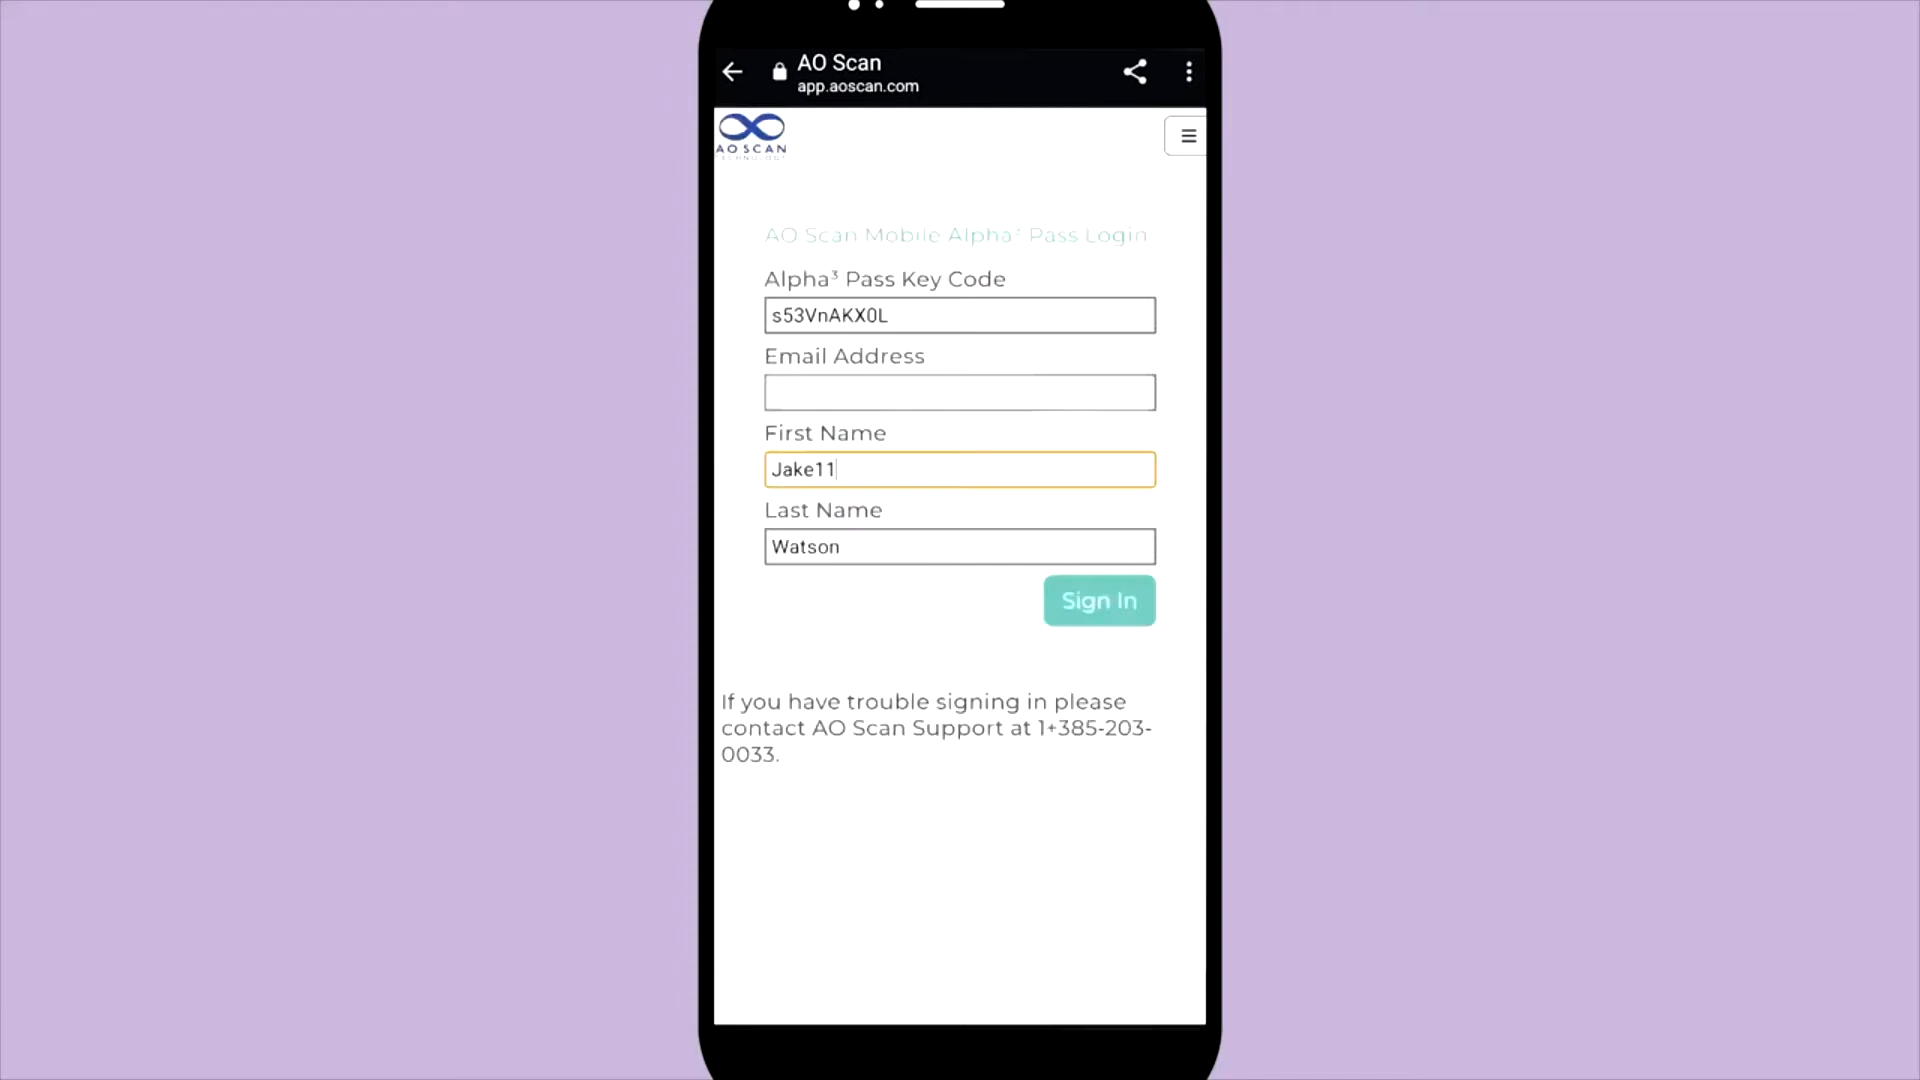 AO Scan
app.aoscan.com
AO SCAN
TECHNOLOGY
AO Scan Mobile Alpha³ Pass Login
Alpha³ Pass Key Code
s53VnAKX0L
Email Address
First Name
Jake11
Last Name
Watson
Sign In
If you have trouble signing in please
contact AO Scan Support at 1+385-203-
0033.